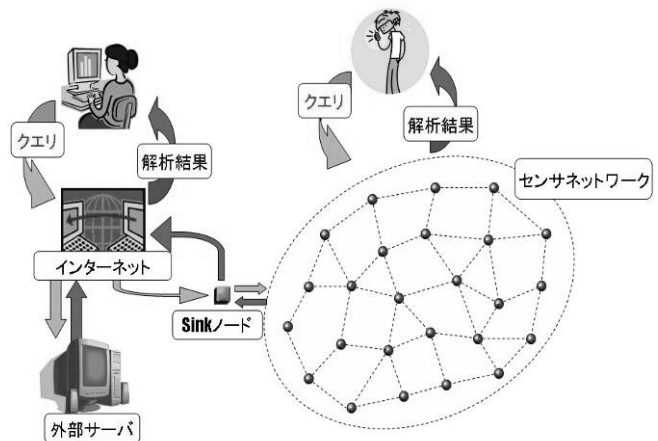 クエリ
解析結果
クエリ
解析結果
センサネットワーク
インターネット
Sinkノード
外部サーバ